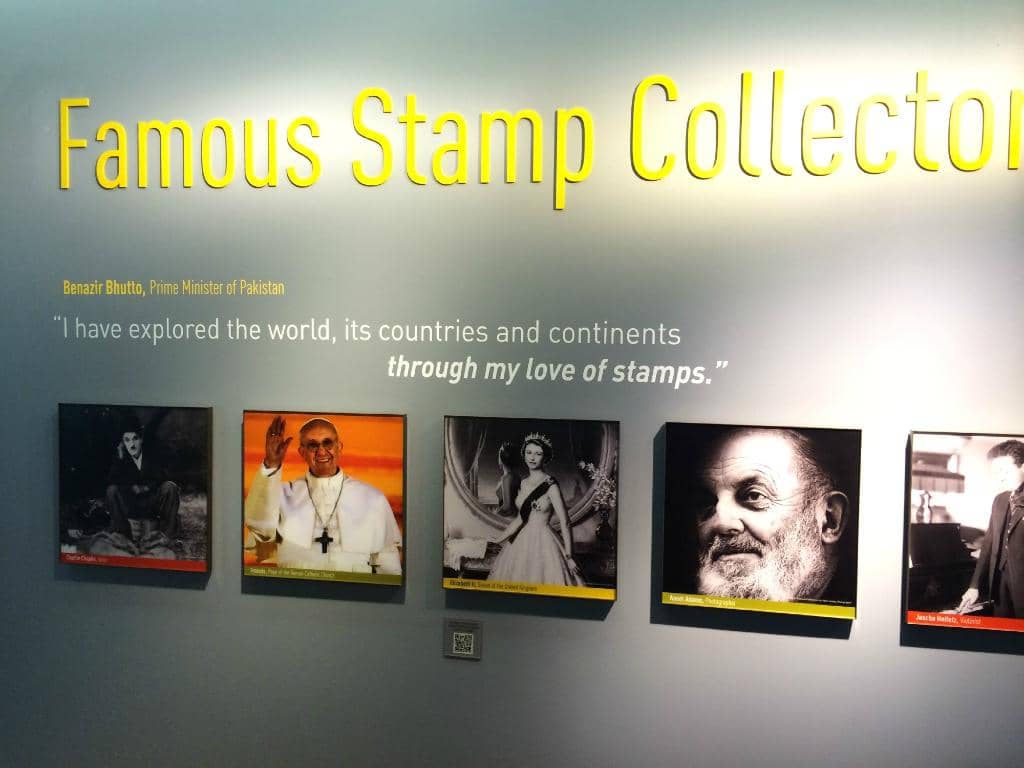 Famous Stamp Collector
Benazir Bhutto, Prime Minister of Pakistan
“I have explored the world, its countries and continents
through my love of stamps.”
Charlie Chaplin, Actor
Francis, Pope of the Roman Catholic Church
Elizabeth II, Queen of the United Kingdom
Ansel Adams, Photographer
Jascha Heifetz, Violinist